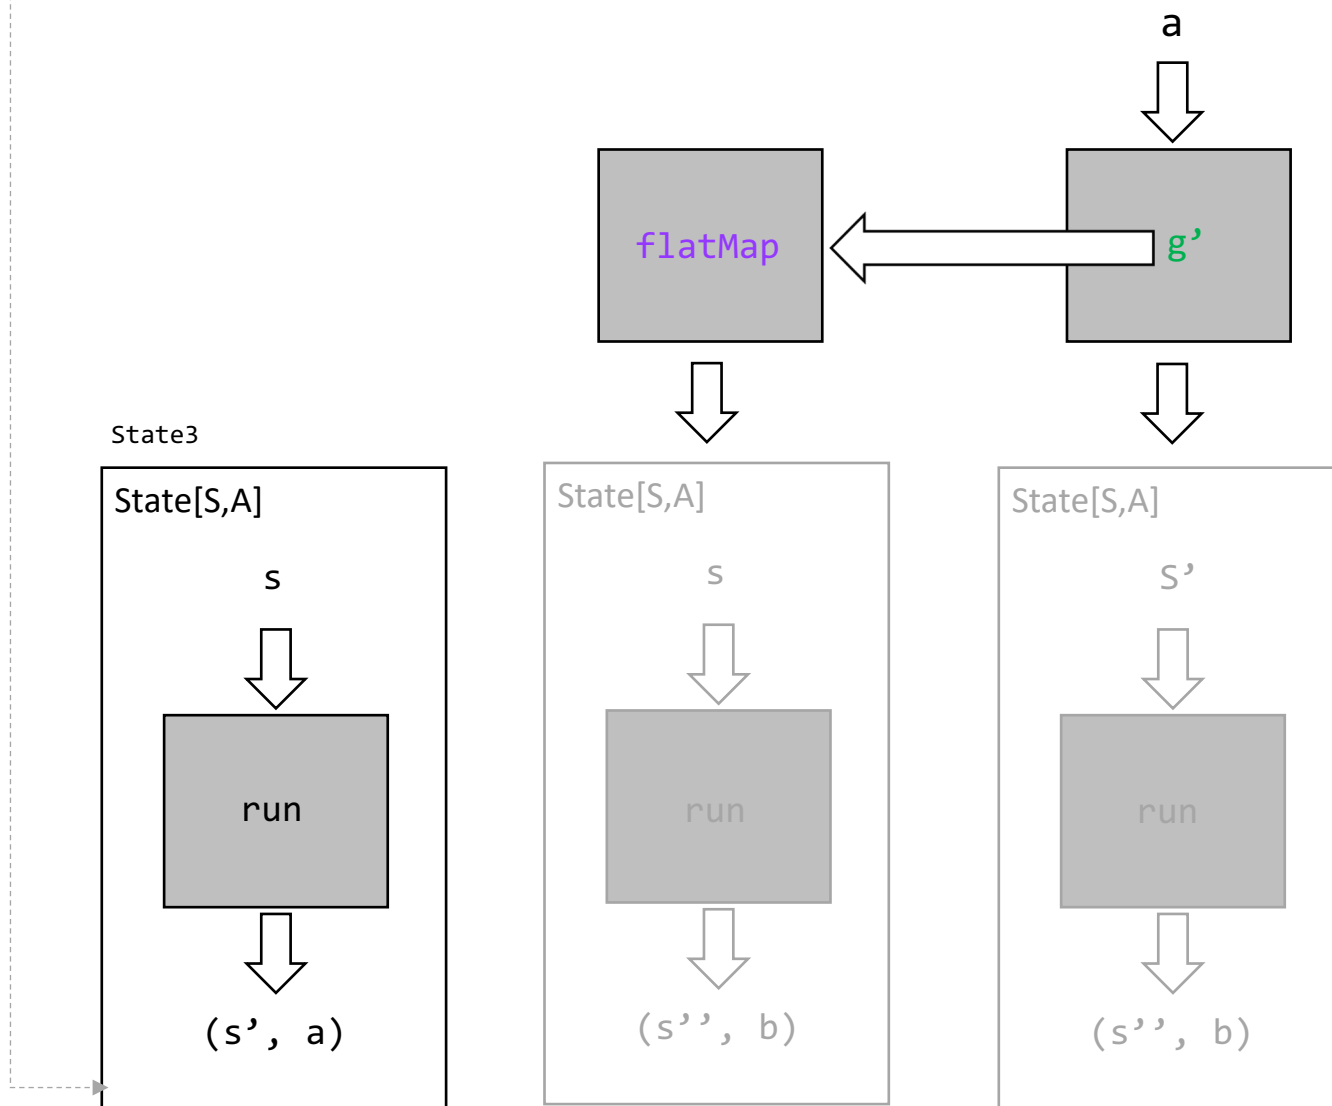 a
flatMap
g’
State3
State[S,A]
s
run
(s’, a)
State[S,A]
s
run
(s’’, b)
State[S,A]
S’
run
(s’’, b)